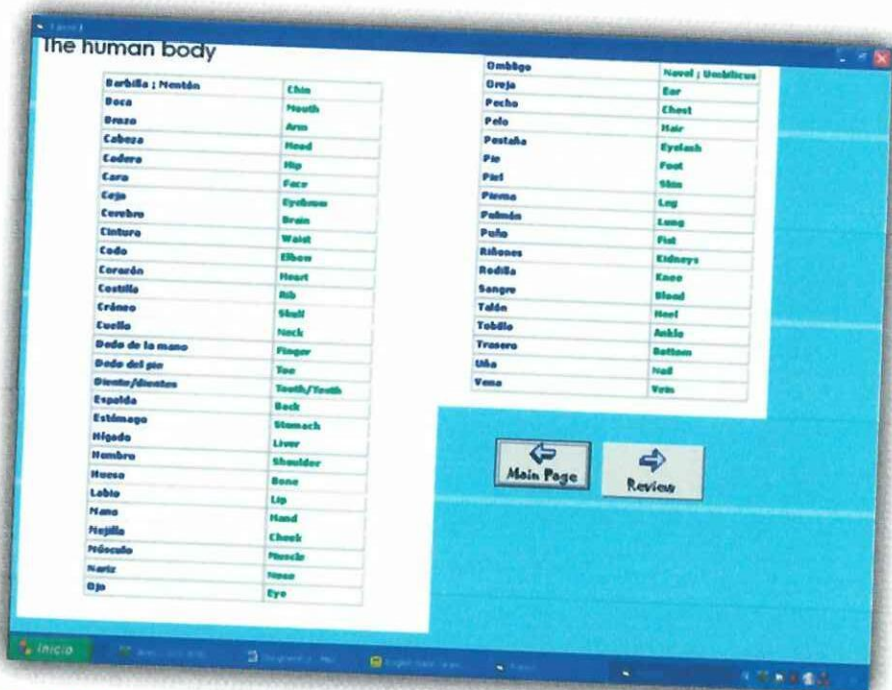 The human body
Barbilla ; Mentón Chin
Boca Mouth
Brazo Arm
Cabeza Head
Cadera Hip
Cara Face
Ceja Eyebrow
Cerebro Brain
Cintura Waist
Codo Elbow
Corazón Heart
Costilla Rib
Cráneo Skull
Cuello Neck
Dedo de la mano Finger
Dedo del pie Toe
Diente/dientes Tooth/Teeth
Espalda Back
Estómago Stomach
Hígado Liver
Hombro Shoulder
Hueso Bone
Labio Lip
Mano Hand
Mejilla Cheek
Músculo Muscle
Nariz Nose
Ojo Eye
Ombligo Navel ; Umbilicus
Oreja Ear
Pecho Chest
Pelo Hair
Pestaña Eyelash
Pie Foot
Piel Skin
Pierna Leg
Pulmón Lung
Puño Fist
Riñones Kidneys
Rodilla Knee
Sangre Blood
Talón Heel
Tobillo Ankle
Trasero Bottom
Uña Nail
Vena Vein
Main Page
Review
Inicio